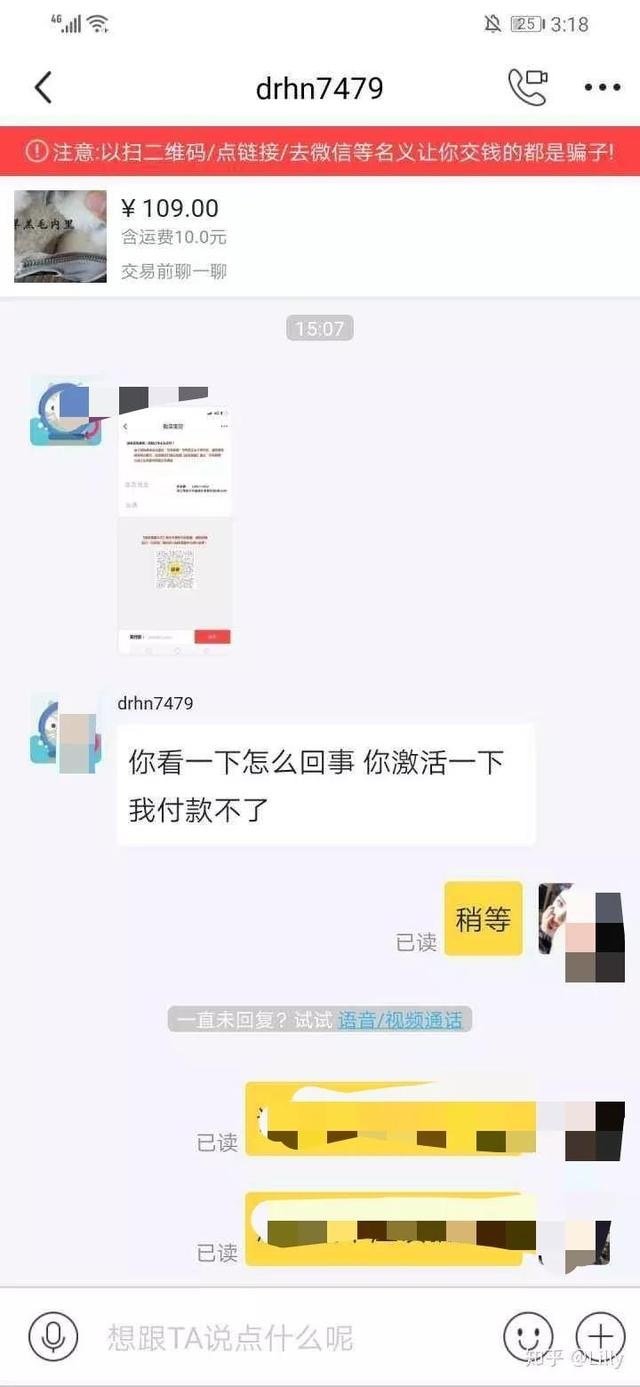 4G
25 3:18
drhn7479
注意:以扫二维码/点链接/去微信等名义让你交钱的都是骗子!
羔毛内里
¥ 109.00
含运费10.0元
交易前聊一聊
15:07
drhn7479
你看一下怎么回事 你激活一下
我付款不了
稍等
已读
一直未回复？试试 语音/视频通话
已读
已读
想跟TA说点什么呢
知乎 @Lilly